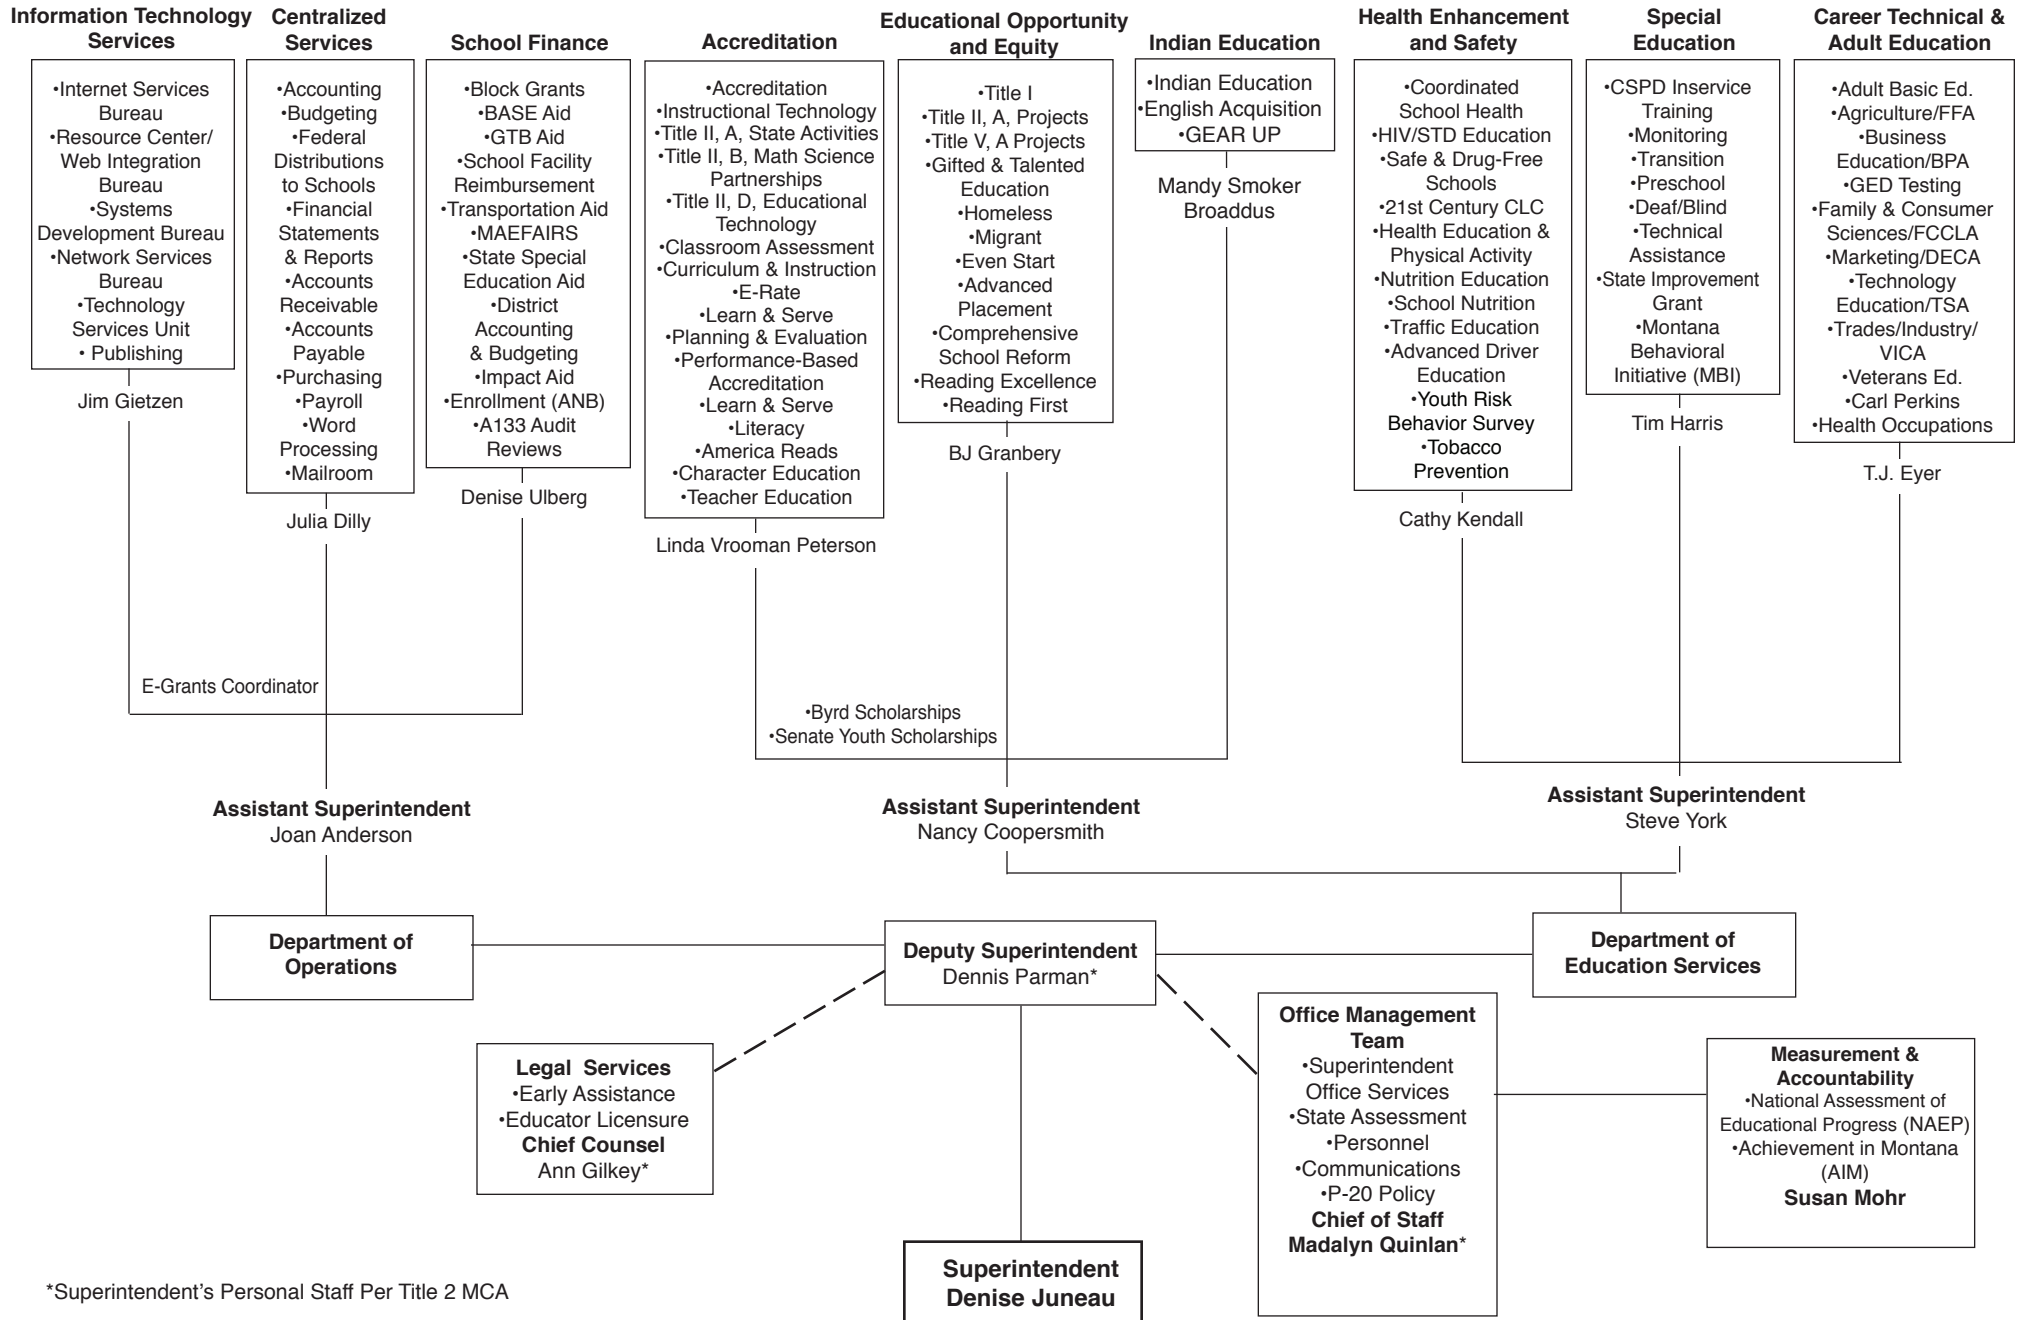 Information Technology
Services
•Internet Services
Bureau
•Resource Center/
Web Integration
Bureau
•Systems
Development Bureau
•Network Services
Bureau
•Technology
Services Unit
• Publishing
Jim Gietzen
Centralized
Services
•Accounting
•Budgeting
•Federal
Distributions
to Schools
•Financial
Statements
& Reports
•Accounts
Receivable
•Accounts
Payable
•Purchasing
•Payroll
•Word
Processing
•Mailroom
Julia Dilly
School Finance
•Block Grants
•BASE Aid
•GTB Aid
•School Facility
Reimbursement
•Transportation Aid
•MAEFAIRS
•State Special
Education Aid
•District
Accounting
& Budgeting
•Impact Aid
•Enrollment (ANB)
•A133 Audit
Reviews
Denise Ulberg
Accreditation
•Accreditation
•Instructional Technology
•Title II, A, State Activities
•Title II, B, Math Science
Partnerships
•Title II, D, Educational
Technology
•Classroom Assessment
•Curriculum & Instruction
•E-Rate
•Learn & Serve
•Planning & Evaluation
•Performance-Based
Accreditation
•Learn & Serve
•Literacy
•America Reads
•Character Education
•Teacher Education
Linda Vrooman Peterson
Educational Opportunity
and Equity
•Title I
•Title II, A, Projects
•Title V, A Projects
•Gifted & Talented
Education
•Homeless
•Migrant
•Even Start
•Advanced
Placement
•Comprehensive
School Reform
•Reading Excellence
•Reading First
BJ Granbery
Indian Education
•Indian Education
•English Acquisition
•GEAR UP
Mandy Smoker
Broaddus
Health Enhancement
and Safety
•Coordinated
School Health
•HIV/STD Education
•Safe & Drug-Free
Schools
•21st Century CLC
•Health Education &
Physical Activity
•Nutrition Education
•School Nutrition
•Traffic Education
•Advanced Driver
Education
•Youth Risk
Behavior Survey
•Tobacco
Prevention
Cathy Kendall
Special
Education
•CSPD Inservice
Training
•Monitoring
•Transition
•Preschool
•Deaf/Blind
•Technical
Assistance
•State Improvement
Grant
•Montana
Behavioral
Initiative (MBI)
Tim Harris
Career Technical &
Adult Education
•Adult Basic Ed.
•Agriculture/FFA
•Business
Education/BPA
•GED Testing
•Family & Consumer
Sciences/FCCLA
•Marketing/DECA
•Technology
Education/TSA
•Trades/Industry/
VICA
•Veterans Ed.
•Carl Perkins
•Health Occupations
T.J. Eyer
E-Grants Coordinator
•Byrd Scholarships
•Senate Youth Scholarships
Assistant Superintendent
Joan Anderson
Assistant Superintendent
Nancy Coopersmith
Assistant Superintendent
Steve York
Department of
Operations
Deputy Superintendent
Dennis Parman*
Department of
Education Services
Legal Services
•Early Assistance
•Educator Licensure
Chief Counsel
Ann Gilkey*
Office Management
Team
•Superintendent
Office Services
•State Assessment
•Personnel
•Communications
•P-20 Policy
Chief of Staff
Madalyn Quinlan*
Measurement &
Accountability
•National Assessment of
Educational Progress (NAEP)
•Achievement in Montana
(AIM)
Susan Mohr
Superintendent
Denise Juneau
*Superintendent's Personal Staff Per Title 2 MCA